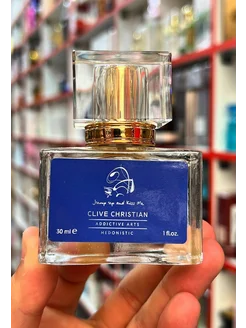 Jump Up and Kiss Me
CLIVE CHRISTIAN
ADDICTIVE ARTS
HEDONISTIC
30 ml e 1 fl oz.